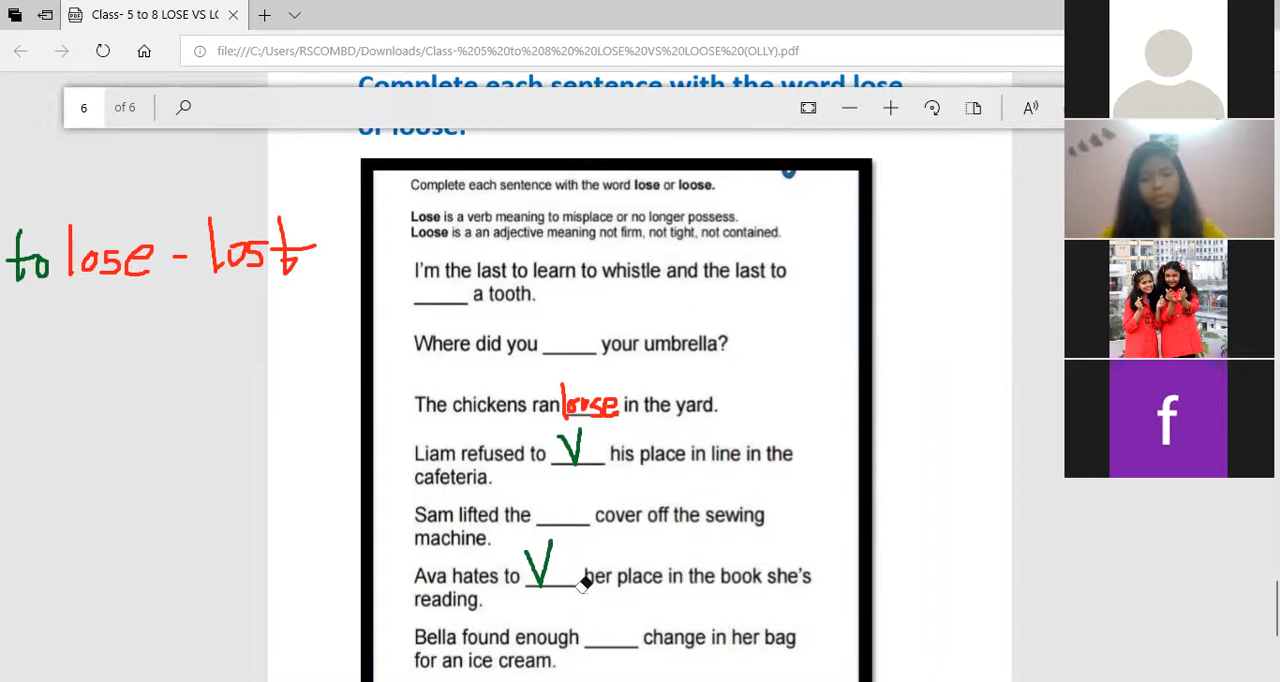 Class- 5 to 8 LOSE VS LO
file:///C:/Users/RSCOMBD/Downloads/Class-%205%20to%208%20%20LOSE%20VS%20LOOSE%20(OLLY).pdf
6 of 6
Complete each sentence with the word lose
or loose.
Complete each sentence with the word lose or loose.
Lose is a verb meaning to misplace or no longer possess.
Loose is a an adjective meaning not firm, not tight, not contained.
to lose - lost
I'm the last to learn to whistle and the last to
_____ a tooth.
Where did you _____ your umbrella?
The chickens ran loose in the yard.
Liam refused to __V__ his place in line in the
cafeteria.
Sam lifted the _____ cover off the sewing
machine.
Ava hates to __V__ her place in the book she's
reading.
Bella found enough _____ change in her bag
for an ice cream.
f